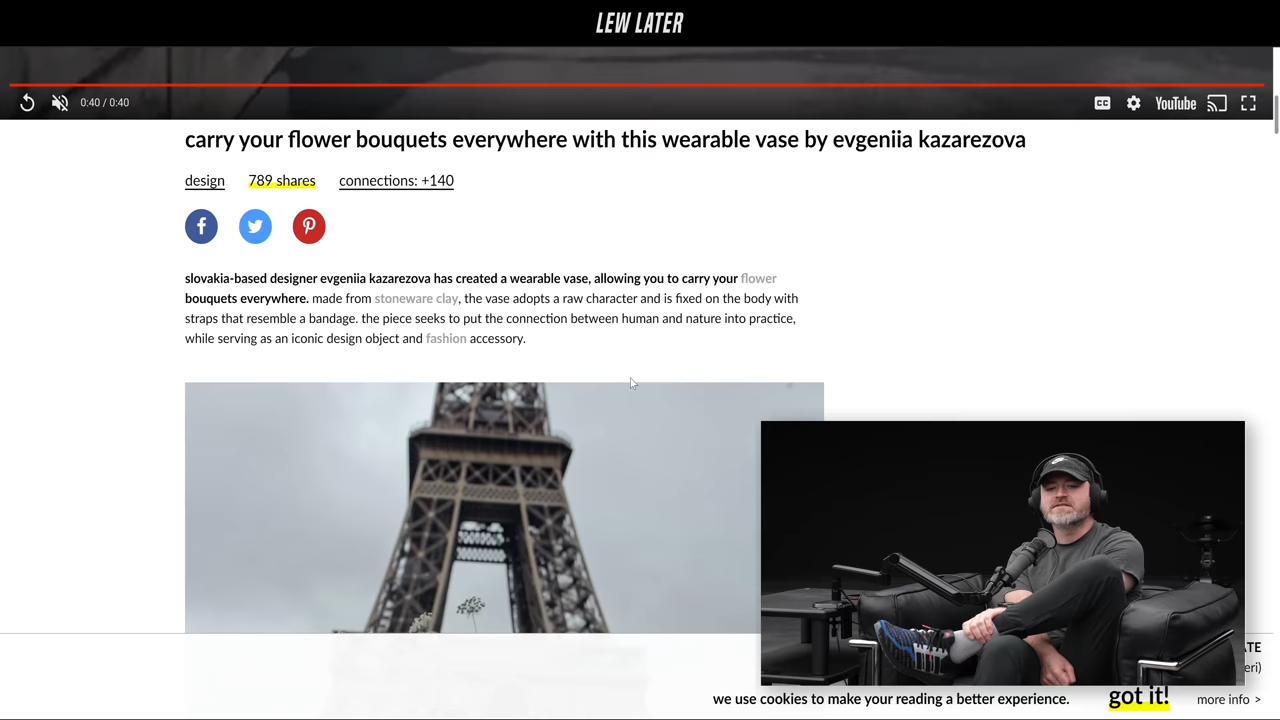 LEW LATER
0:40 / 0:40
CC
YouTube
carry your flower bouquets everywhere with this wearable vase by evgeniia kazarezova
design 789 shares connections: +140
slovakia-based designer evgeniia kazarezova has created a wearable vase, allowing you to carry your flower
bouquets everywhere. made from stoneware clay, the vase adopts a raw character and is fixed on the body with
straps that resemble a bandage. the piece seeks to put the connection between human and nature into practice,
while serving as an iconic design object and fashion accessory.
ATE
eri)
we use cookies to make your reading a better experience. got it! more info >